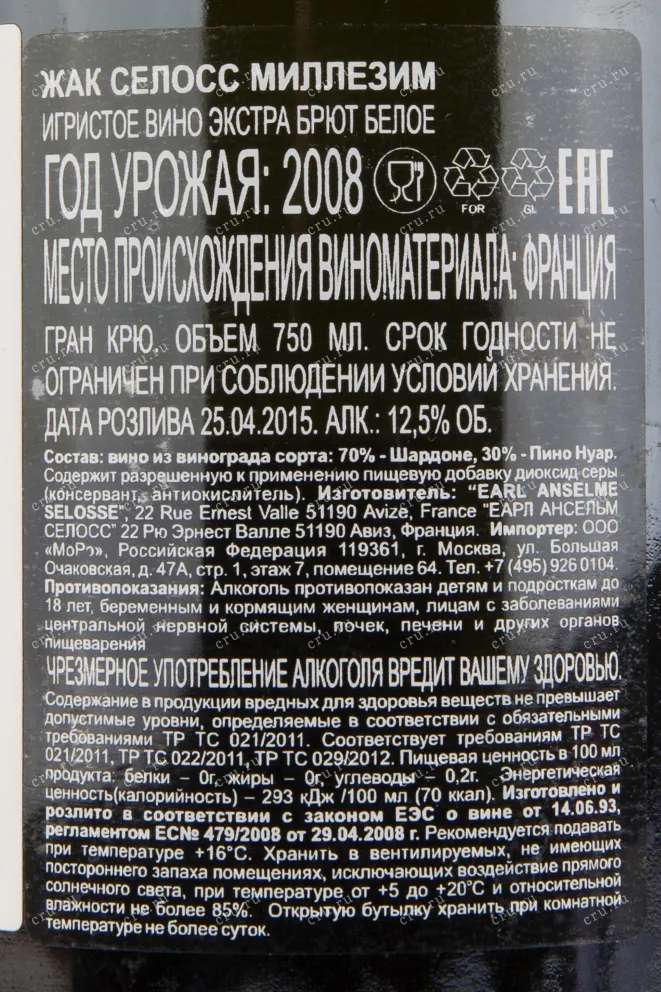 ЖАК СЕЛОСС МИЛЛЕЗИМ
ИГРИСТОЕ ВИНО ЭКСТРА БРЮТ БЕЛОЕ
ГОД УРОЖАЯ: 2008
FOR
GL
EAC
МЕСТО ПРОИСХОЖДЕНИЯ ВИНОМАТЕРИАЛА: ФРАНЦИЯ
ГРАН КРЮ. ОБЪЕМ 750 МЛ. СРОК ГОДНОСТИ НЕ
ОГРАНИЧЕН ПРИ СОБЛЮДЕНИИ УСЛОВИЙ ХРАНЕНИЯ.
ДАТА РОЗЛИВА 25.04.2015. АЛК.: 12,5% ОБ.
Состав: вино из винограда сорта: 70% - Шардоне, 30% - Пино Нуар.
Содержит разрешенную к применению пищевую добавку диоксид серы
(консервант, антиокислитель). Изготовитель: "EARL ANSELME
SELOSSE", 22 Rue Ernest Valle 51190 Avize, France "ЕАРЛ АНСЕЛЬМ
СЕЛОСС" 22 Рю Эрнест Валле 51190 Авиз, Франция. Импортер: ООО
«МоРэ», Российская Федерация 119361, г. Москва, ул. Большая
Очаковская, д. 47А, стр. 1, этаж 7, помещение 64. Тел. +7 (495) 926 0104.
Противопоказания: Алкоголь противопоказан детям и подросткам до
18 лет, беременным и кормящим женщинам, лицам с заболеваниями
центральной нервной системы, почек, печени и других органов
пищеварения
ЧРЕЗМЕРНОЕ УПОТРЕБЛЕНИЕ АЛКОГОЛЯ ВРЕДИТ ВАШЕМУ ЗДОРОВЬЮ.
Содержание в продукции вредных для здоровья веществ не превышает
допустимые уровни, определяемые в соответствии с обязательными
требованиями ТР ТС 021/2011. Соответствует требованиям ТР ТС
021/2011, ТР ТС 022/2011, ТР ТС 029/2012. Пищевая ценность в 100 мл
продукта: белки – 0г, жиры – 0г, углеводы – 0,2г. Энергетическая
ценность(калорийность) – 293 кДж /100 мл (70 ккал). Изготовлено и
розлито в соответствии с законом ЕЭС о вине от 14.06.93,
регламентом ЕС№ 479/2008 от 29.04.2008 г. Рекомендуется подавать
при температуре +16°С. Хранить в вентилируемых, не имеющих
постороннего запаха помещениях, исключающих воздействие прямого
солнечного света, при температуре от +5 до +20°С и относительной
влажности не более 85%. Открытую бутылку хранить при комнатной
температуре не более суток.